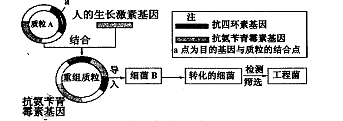 a
质粒A
人的生长激素基因
结合
重组质粒
抗氨苄青
霉素基因
导
入
细菌B
转化的细菌
检测
筛选
工程菌
注
抗四环素基因
抗氨苄青霉素基因
a点为目的基因与质粒的结合点